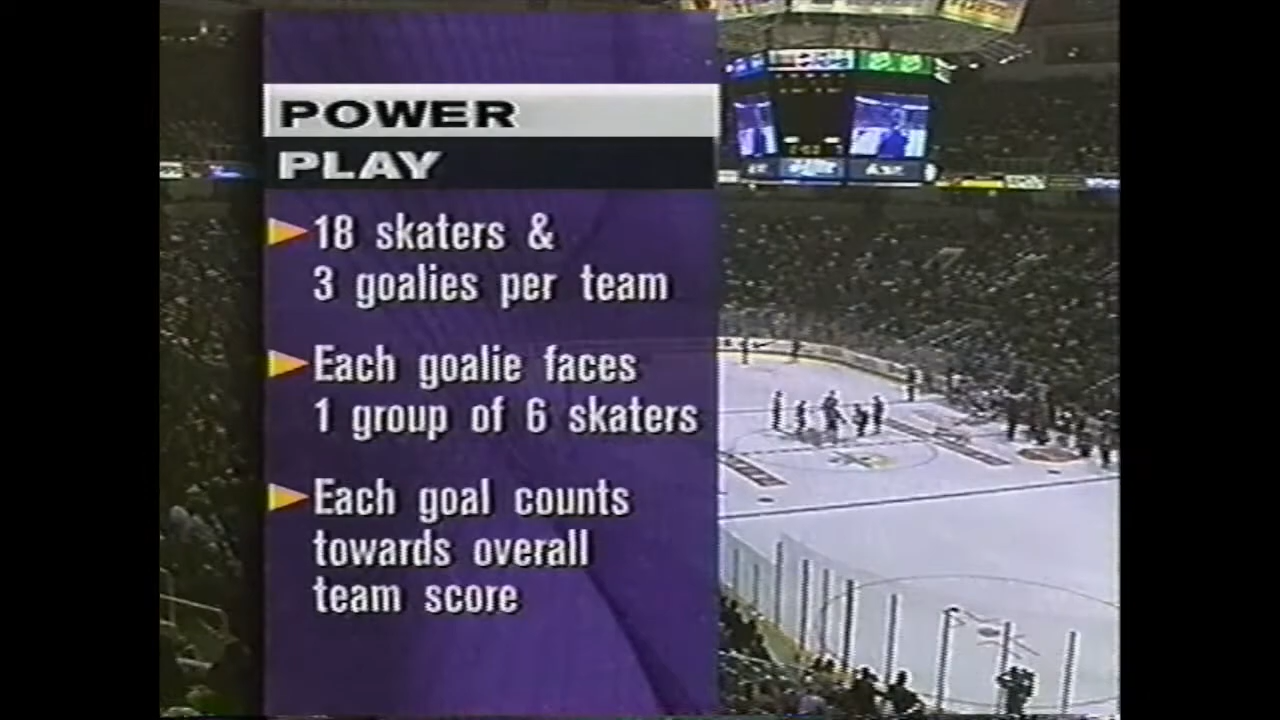 POWER
PLAY
18 skaters &
3 goalies per team
Each goalie faces
1 group of 6 skaters
Each goal counts
towards overall
team score